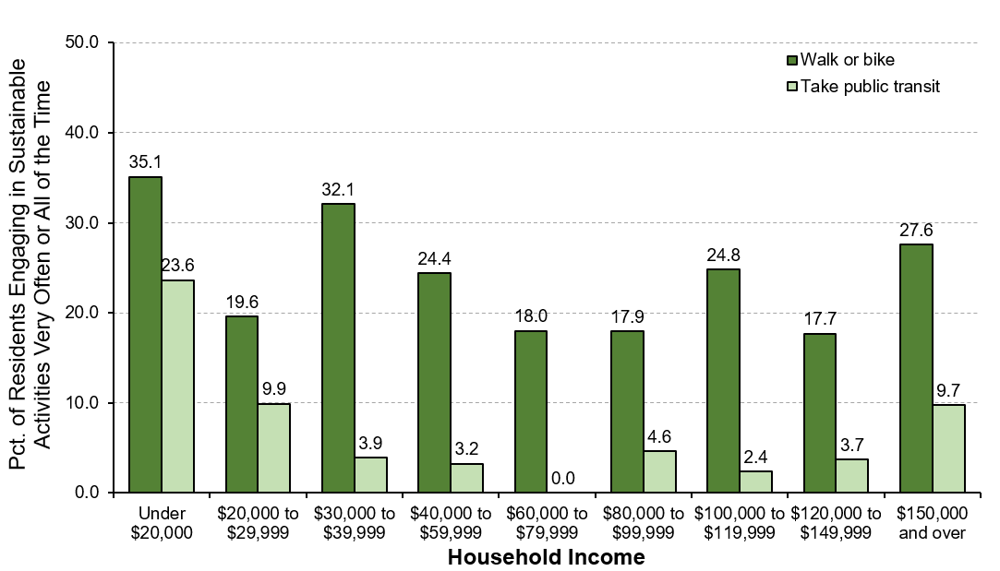 Pct. of Residents Engaging in Sustainable
Activities Very Often or All of the Time
50.0
40.0
30.0
20.0
10.0
0.0
Walk or bike
Take public transit
35.1
23.6
19.6
9.9
32.1
3.9
24.4
3.2
18.0
0.0
17.9
4.6
24.8
2.4
17.7
3.7
27.6
9.7
Under
$20,000
$20,000 to
$29,999
$30,000 to
$39,999
$40,000 to
$59,999
$60,000 to
$79,999
$80,000 to
$99,999
$100,000 to
$119,999
$120,000 to
$149,999
$150,000
and over
Household Income